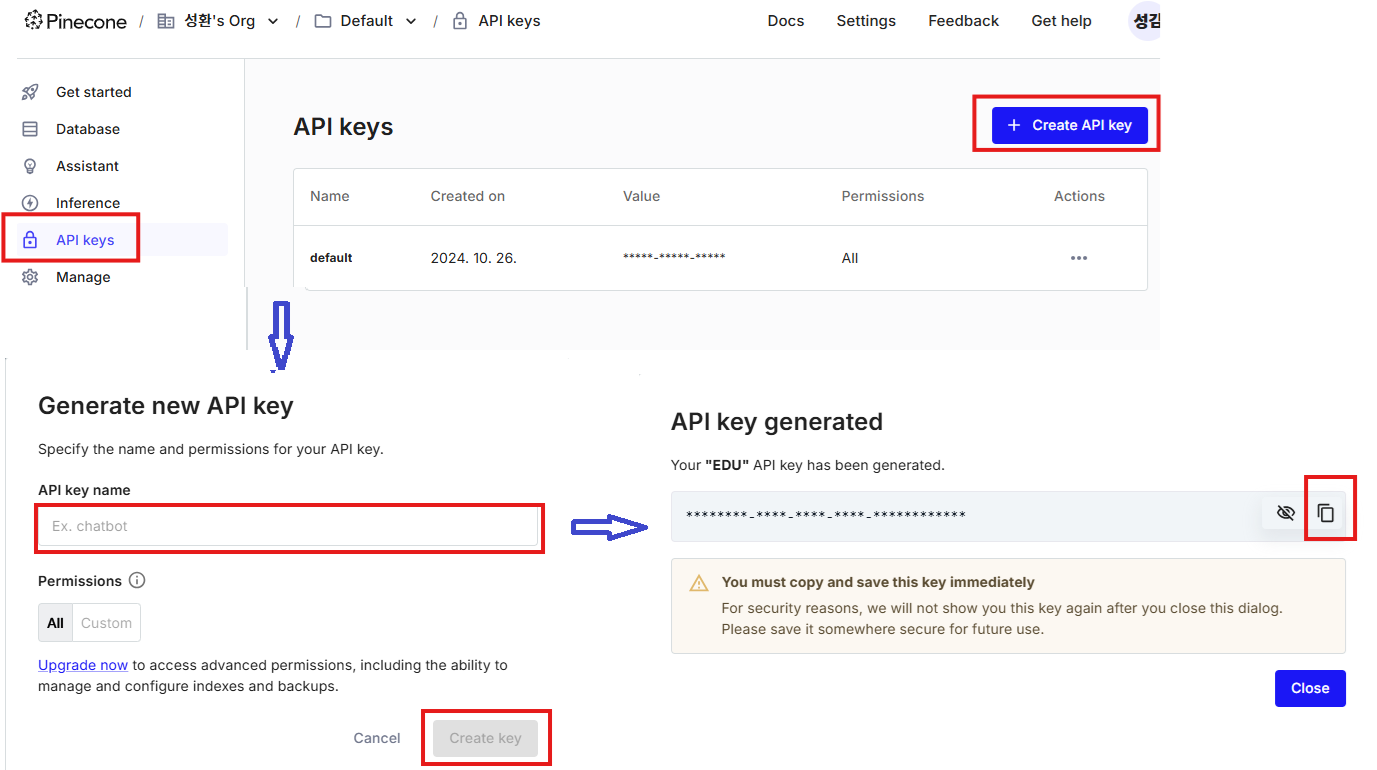 Pinecone / 성환's Org / Default / API keys Docs Settings Feedback Get help 성김
Get started
Database
Assistant
Inference
API keys
Manage
API keys
+ Create API key
Name Created on Value Permissions Actions
default 2024. 10. 26. *****-*****-***** All
Generate new API key
Specify the name and permissions for your API key.
API key name
Ex. chatbot
Permissions
All Custom
Upgrade now to access advanced permissions, including the ability to
manage and configure indexes and backups.
Cancel Create key
API key generated
Your "EDU" API key has been generated.
********-****-****-****-************
You must copy and save this key immediately
For security reasons, we will not show you this key again after you close this dialog.
Please save it somewhere secure for future use.
Close